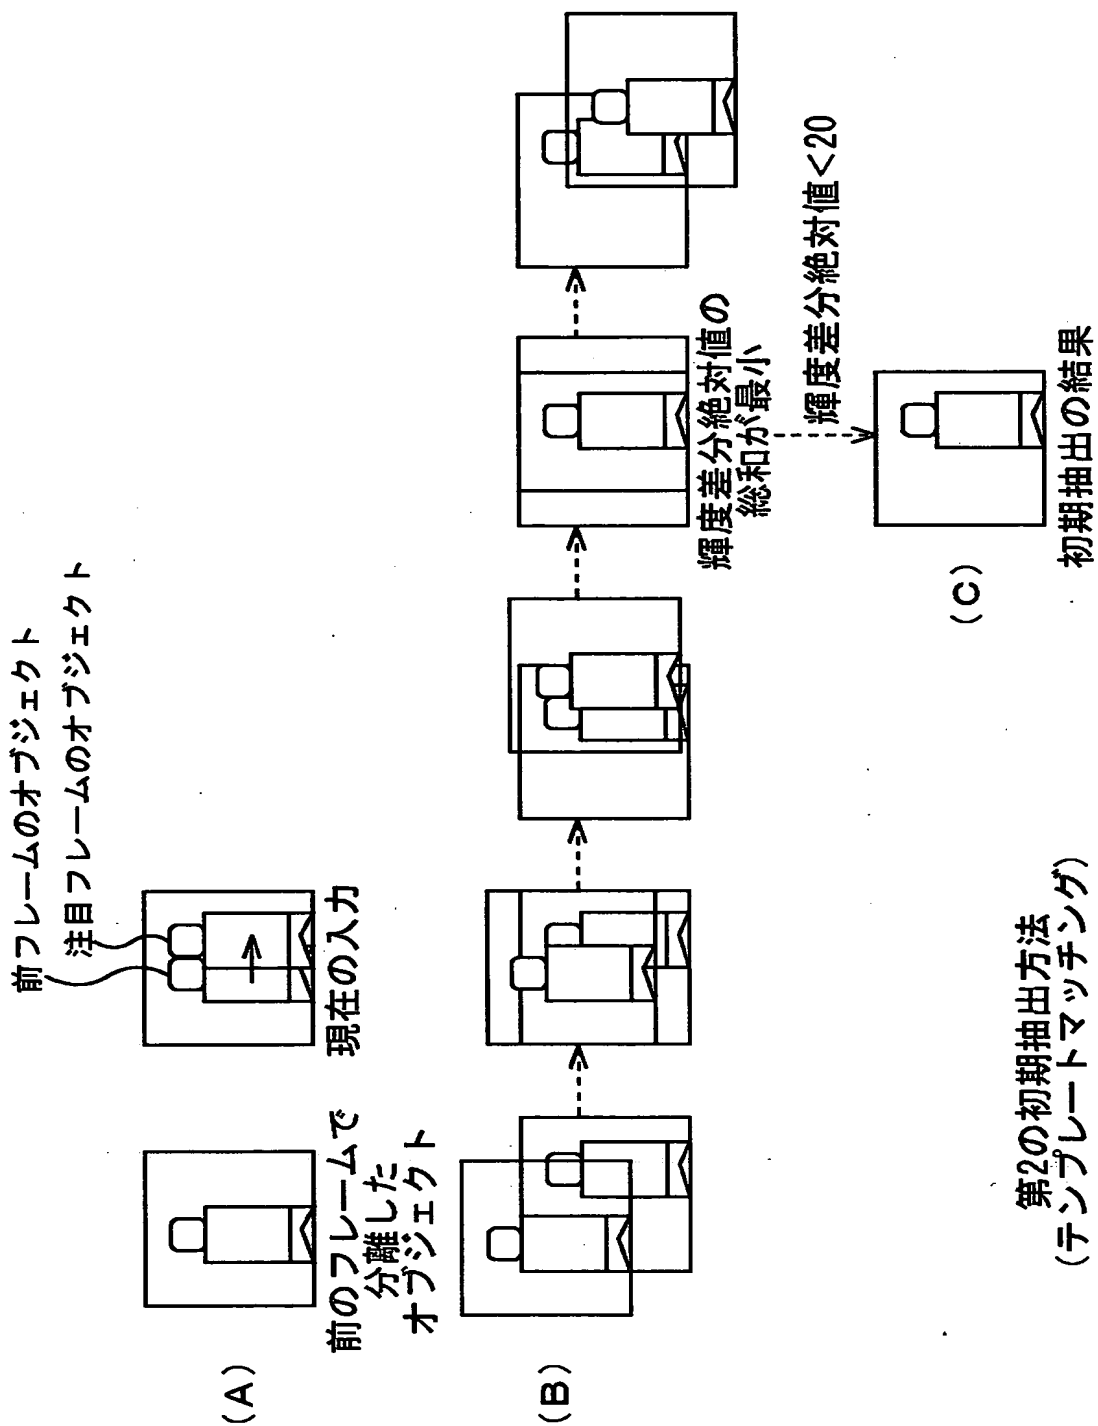 (A)
前のフレームで
分離した
オブジェクト
現在の入力
前フレームのオブジェクト
注目フレームのオブジェクト
(B)
輝度差分絶対値の
総和が最小
輝度差分絶対値<20
(C)
初期抽出の結果
第2の初期抽出方法
(テンプレートマッチング)